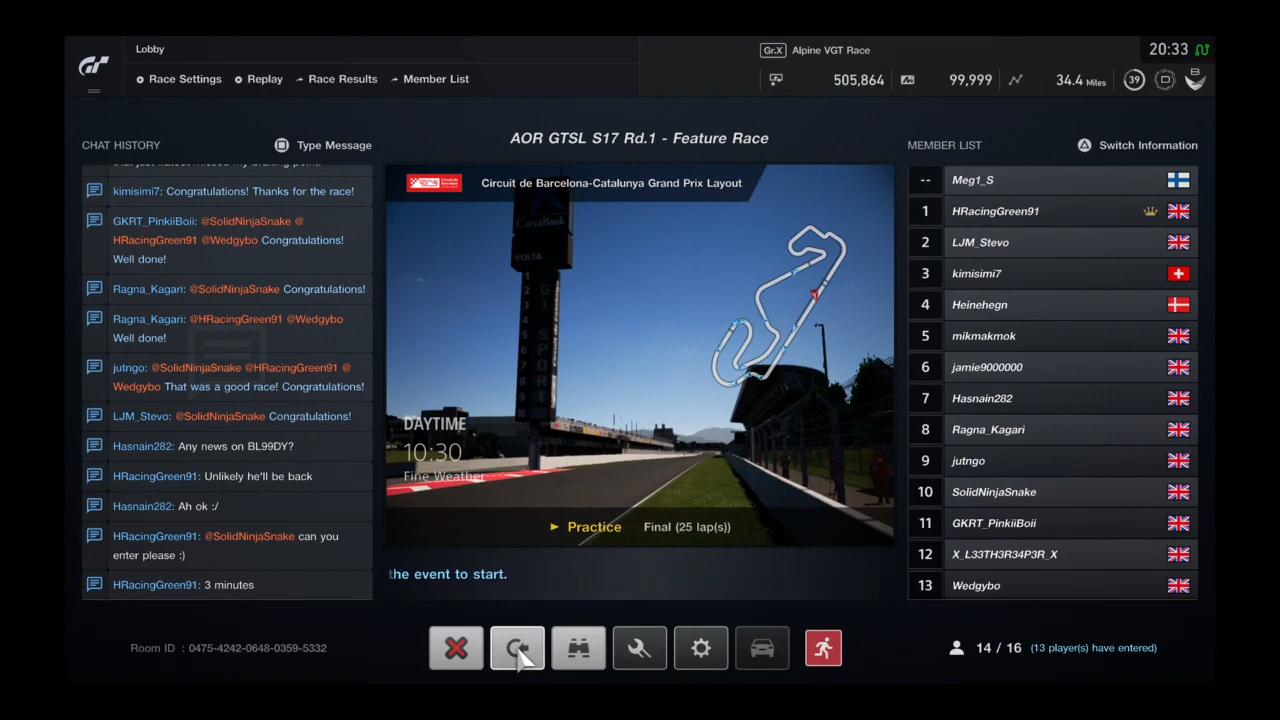 Lobby
Gr.X Alpine VGT Race
20:33
Race Settings Replay Race Results Member List
505,864 99,999 34.4 Miles 39 D B
AOR GTSL S17 Rd.1 - Feature Race
CHAT HISTORY Type Message
kimisimi7: Congratulations! Thanks for the race!
GKRT_PinkiiBoii: @SolidNinjaSnake @
HRacingGreen91 @Wedgybo Congratulations!
Well done!
Ragna_Kagari: @SolidNinjaSnake Congratulations!
Ragna_Kagari: @HRacingGreen91 @Wedgybo
Well done!
jutngo: @SolidNinjaSnake @HRacingGreen91 @
Wedgybo That was a good race! Congratulations!
LJM_Stevo: @SolidNinjaSnake Congratulations!
Hasnain282: Any news on BL99DY?
HRacingGreen91: Unlikely he'll be back
Hasnain282: Ah ok :/
HRacingGreen91: @SolidNinjaSnake can you
enter please :)
HRacingGreen91: 3 minutes
Circuit de Barcelona-Catalunya Grand Prix Layout
CaixaBank
VOLTA
GT SPORT
DAYTIME
10:30
Fine Weather
Practice Final (25 lap(s))
the event to start.
MEMBER LIST Switch Information
-- Meg1_S
1 HRacingGreen91
2 LJM_Stevo
3 kimisimi7
4 Heinehegn
5 mikmakmok
6 jamie9000000
7 Hasnain282
8 Ragna_Kagari
9 jutngo
10 SolidNinjaSnake
11 GKRT_PinkiiBoii
12 X_L33TH3R34P3R_X
13 Wedgybo
Room ID : 0475-4242-0648-0359-5332
14 / 16 (13 player(s) have entered)